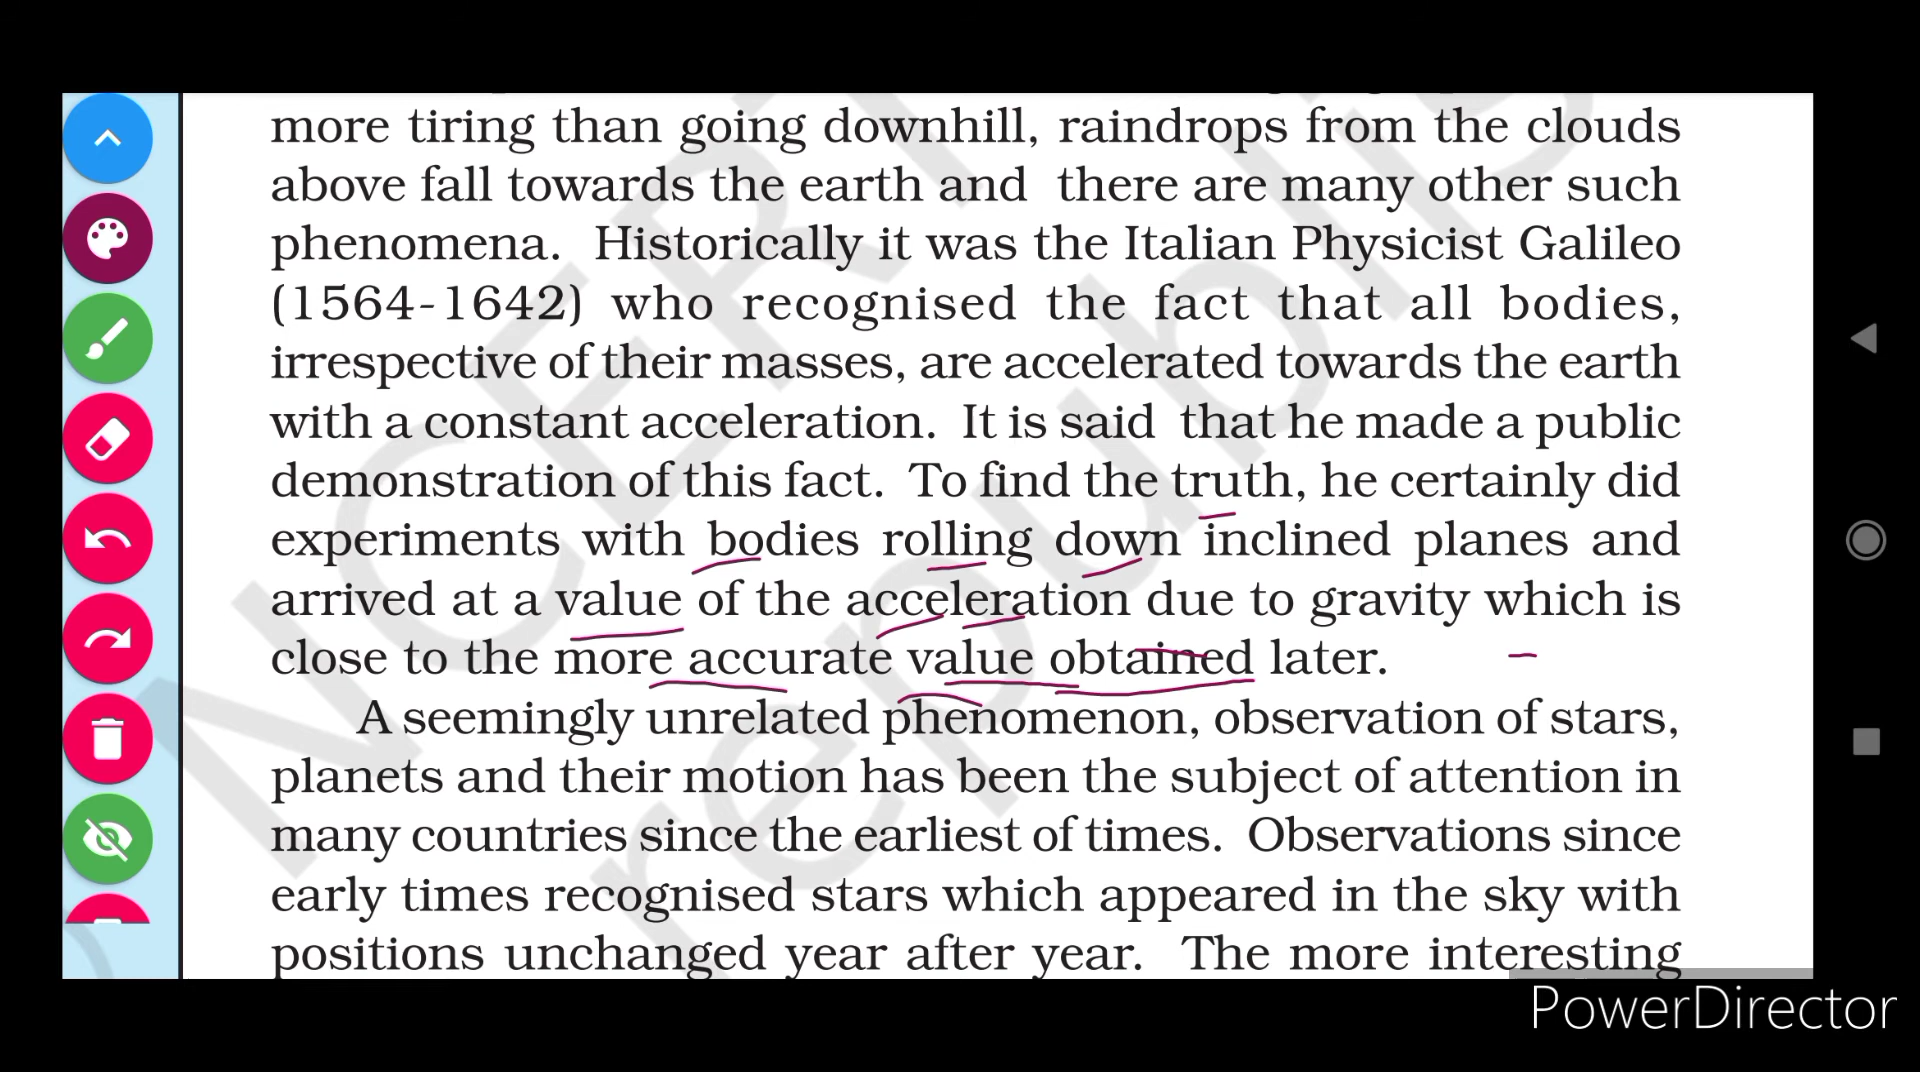 more tiring than going downhill, raindrops from the clouds
above fall towards the earth and there are many other such
phenomena. Historically it was the Italian Physicist Galileo
(1564-1642) who recognised the fact that all bodies,
irrespective of their masses, are accelerated towards the earth
with a constant acceleration. It is said that he made a public
demonstration of this fact. To find the truth, he certainly did
experiments with bodies rolling down inclined planes and
arrived at a value of the acceleration due to gravity which is
close to the more accurate value obtained later.
A seemingly unrelated phenomenon, observation of stars,
planets and their motion has been the subject of attention in
many countries since the earliest of times. Observations since
early times recognised stars which appeared in the sky with
positions unchanged year after year. The more interesting
NCERT
republis
PowerDirector